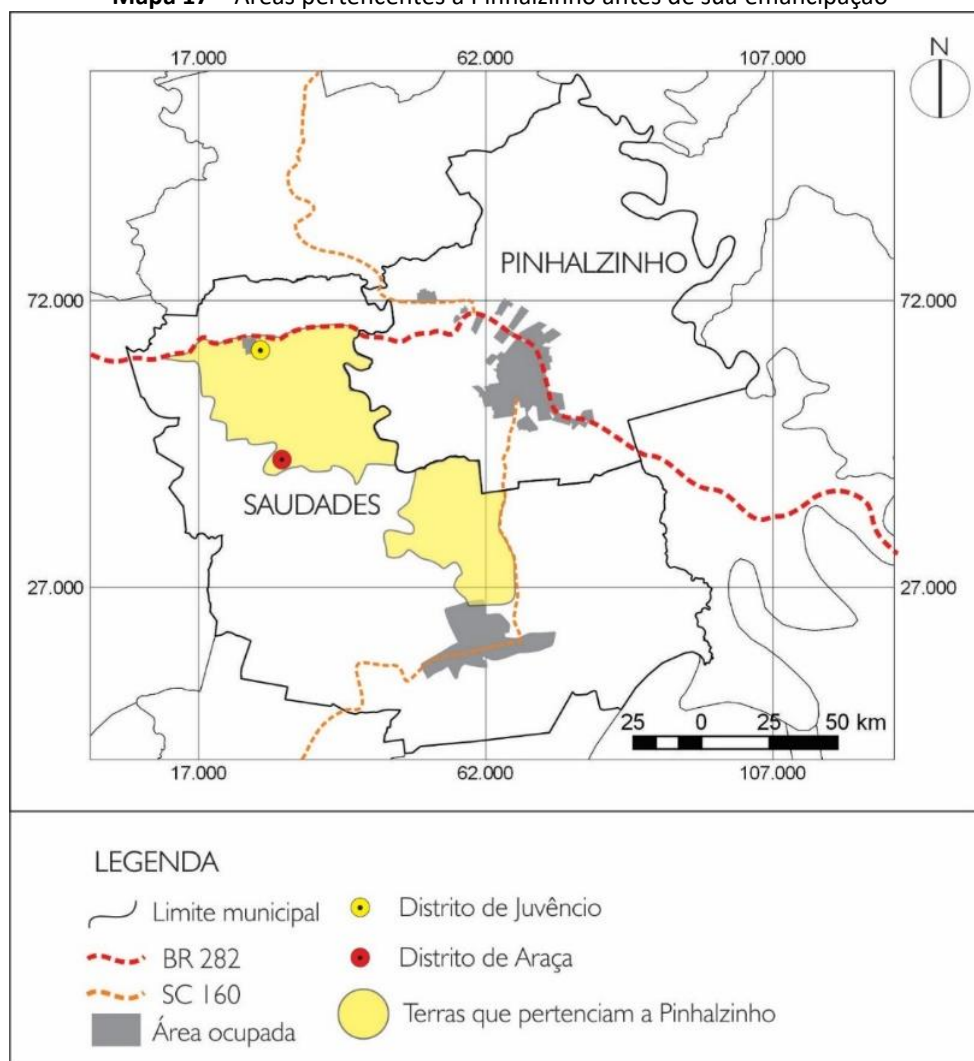 Mapa 17 – Áreas pertencentes a Pinhalzinho antes de sua emancipação
N
17.000 62.000 107.000
PINHALZINHO
72.000 72.000
SAUDADES
27.000 27.000
25 0 25 50 km
17.000 62.000 107.000
LEGENDA
Limite municipal
Distrito de Juvêncio
BR 282
Distrito de Araça
SC 160
Terras que pertenciam a Pinhalzinho
Área ocupada